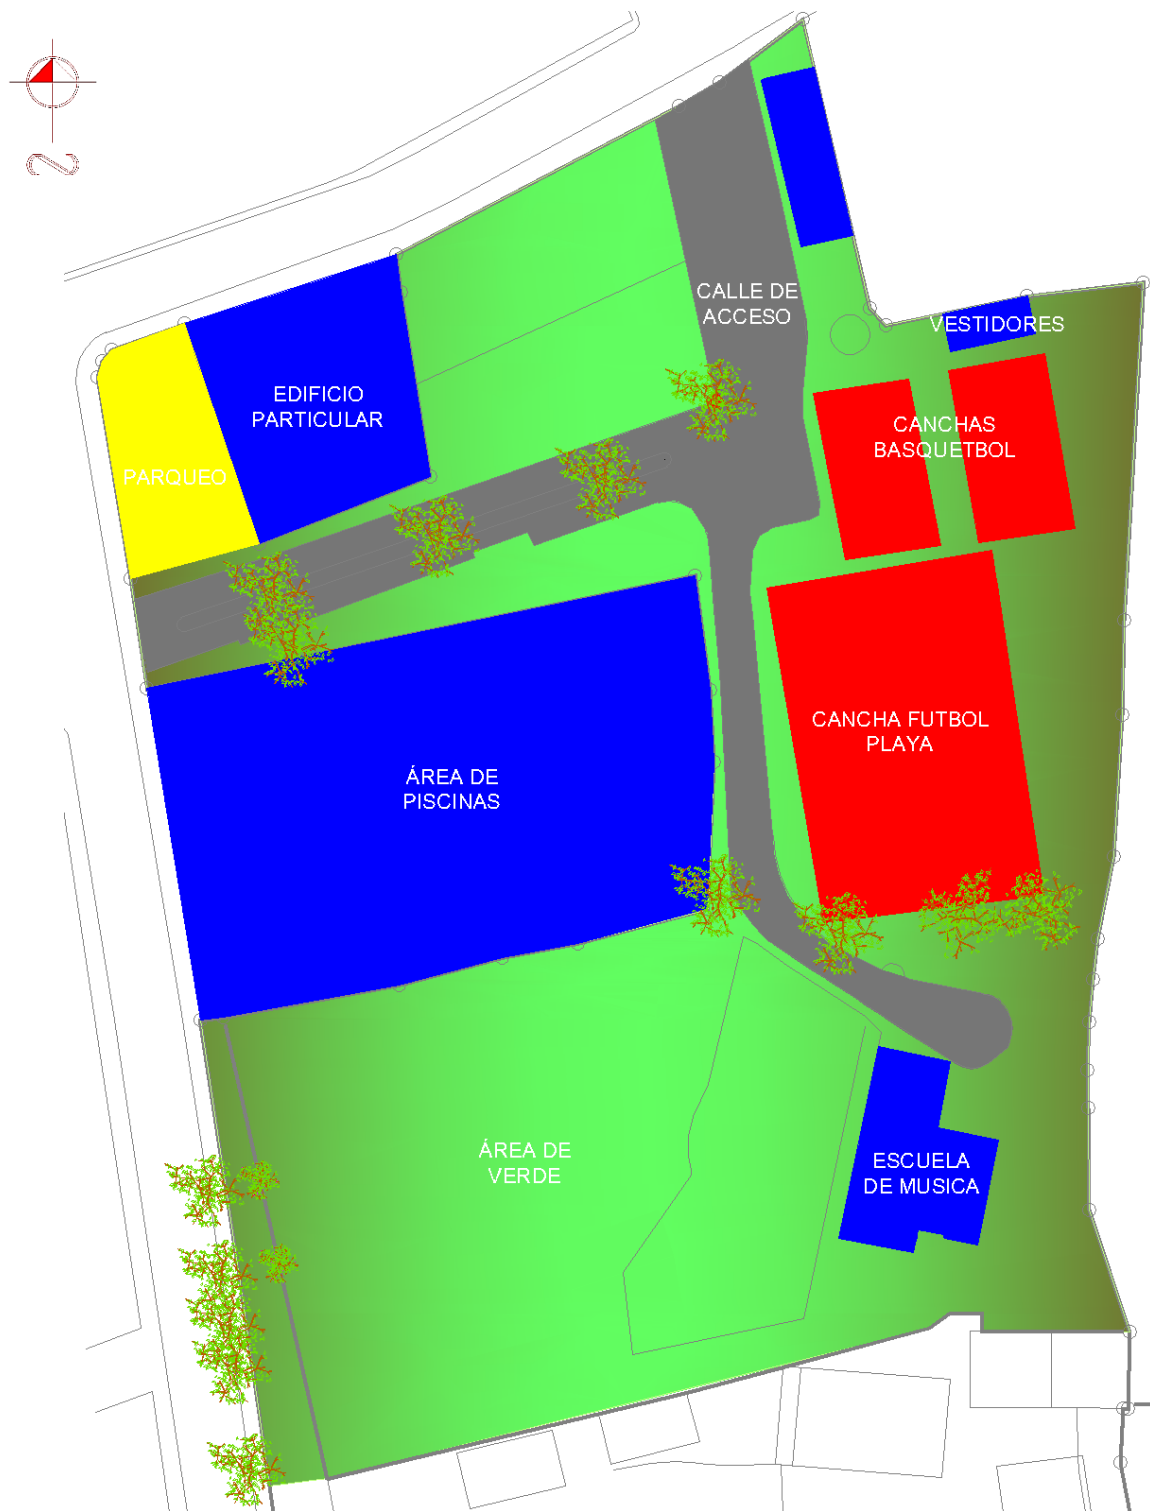 CALLE DE
ACCESO
VESTIDORES
EDIFICIO
PARTICULAR
CANCHAS
BASQUETBOL
PARQUEO
CANCHA FUTBOL
PLAYA
ÁREA DE
PISCINAS
ÁREA DE
VERDE
ESCUELA
DE MUSICA